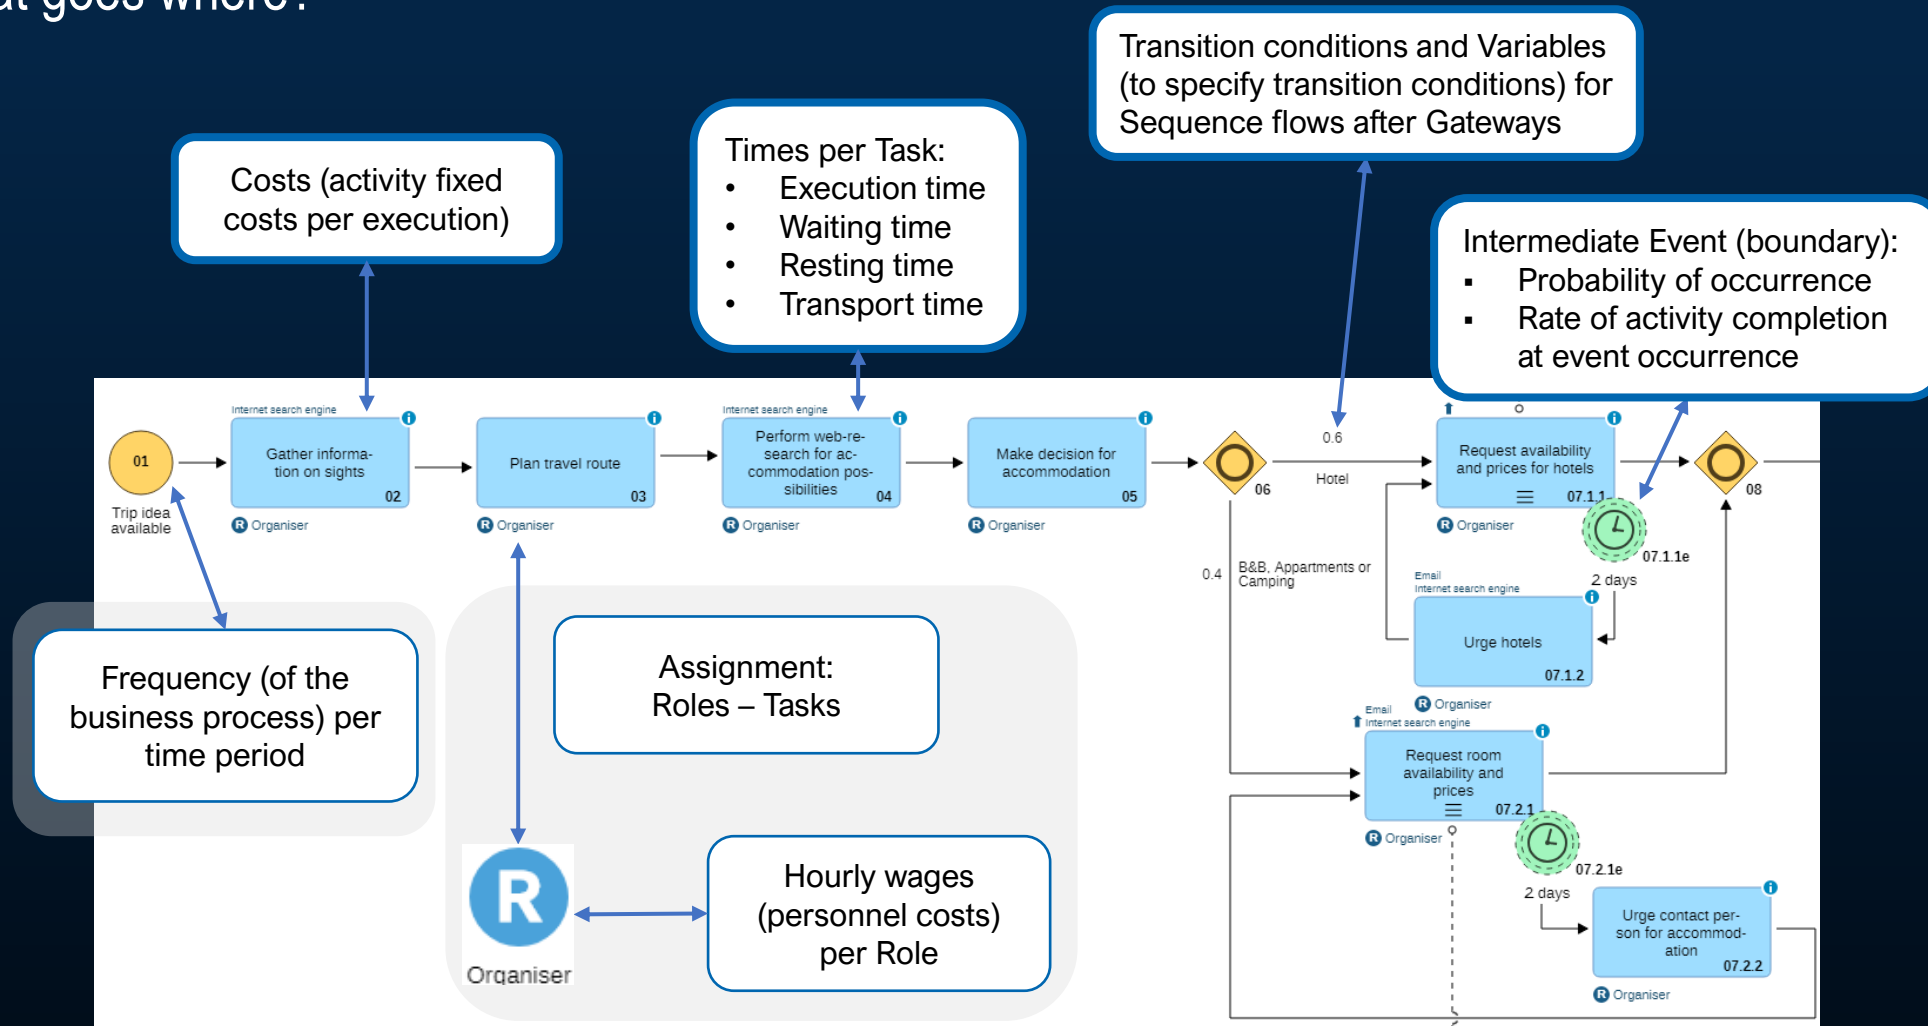 at goes where?
Transition conditions and Variables
(to specify transition conditions) for
Sequence flows after Gateways
Costs (activity fixed
costs per execution)
Times per Task:
• Execution time
• Waiting time
• Resting time
• Transport time
Intermediate Event (boundary):
▪ Probability of occurrence
▪ Rate of activity completion
at event occurrence
01
Trip idea
available
Internet search engine
i
Gather informa-
tion on sights
02
R Organiser
i
Plan travel route
03
R Organiser
Internet search engine
i
Perform web-re-
search for ac-
commodation pos-
sibilities
04
R Organiser
i
Make decision for
accommodation
05
R Organiser
06
0.6
Hotel
0.4
B&B, Appartments or
Camping
i
Request availability
and prices for hotels
07.1.1
R Organiser
07.1.1e
2 days
08
Email
Internet search engine
i
Urge hotels
07.1.2
R Organiser
Email
Internet search engine
i
Request room
availability and
prices
07.2.1
R Organiser
07.2.1e
2 days
i
Urge contact per-
son for accommod-
ation
07.2.2
R Organiser
Frequency (of the
business process) per
time period
Assignment:
Roles – Tasks
R
Organiser
Hourly wages
(personnel costs)
per Role